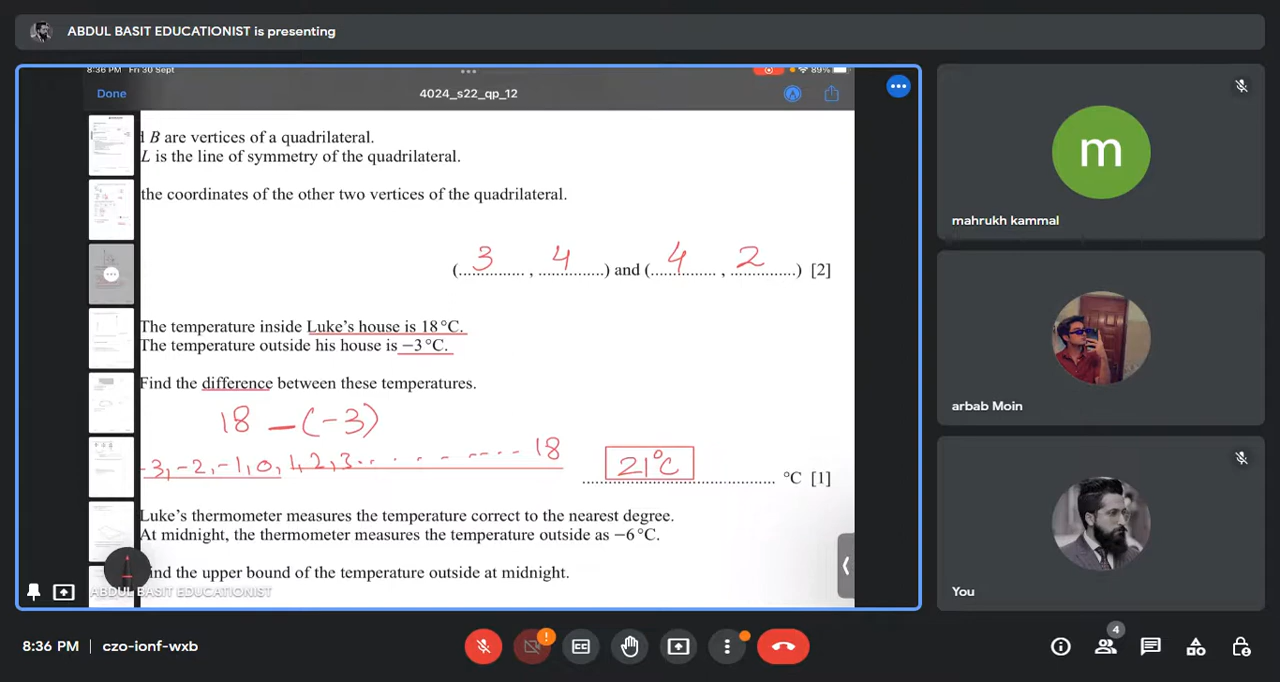 ABDUL BASIT EDUCATIONIST is presenting
8:36 PM Fri 30 Sept
89%
Done
4024_s22_qp_12
B are vertices of a quadrilateral.
L is the line of symmetry of the quadrilateral.
the coordinates of the other two vertices of the quadrilateral.
(....3...., ....4....) and (....4...., ....2....) [2]
The temperature inside Luke's house is 18°C.
The temperature outside his house is −3°C.
Find the difference between these temperatures.
18 − (−3)
-3, -2, -1, 0, 1, 2, 3 . . . . . . . . . . 18
21°C
.............................................. °C [1]
Luke's thermometer measures the temperature correct to the nearest degree.
At midnight, the thermometer measures the temperature outside as −6°C.
ind the upper bound of the temperature outside at midnight.
ABDUL BASIT EDUCATIONIST
m
mahrukh kammal
arbab Moin
You
8:36 PM | czo-ionf-wxb
CC
4